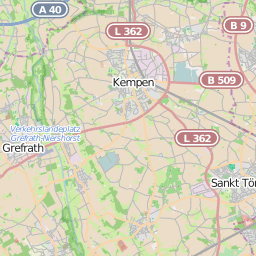 A 40
L 362
B 9
Kempen
B 509
Verkehrslandeplatz
Grefrath-Niershorst
Grefrath
L 362
Sankt Tön